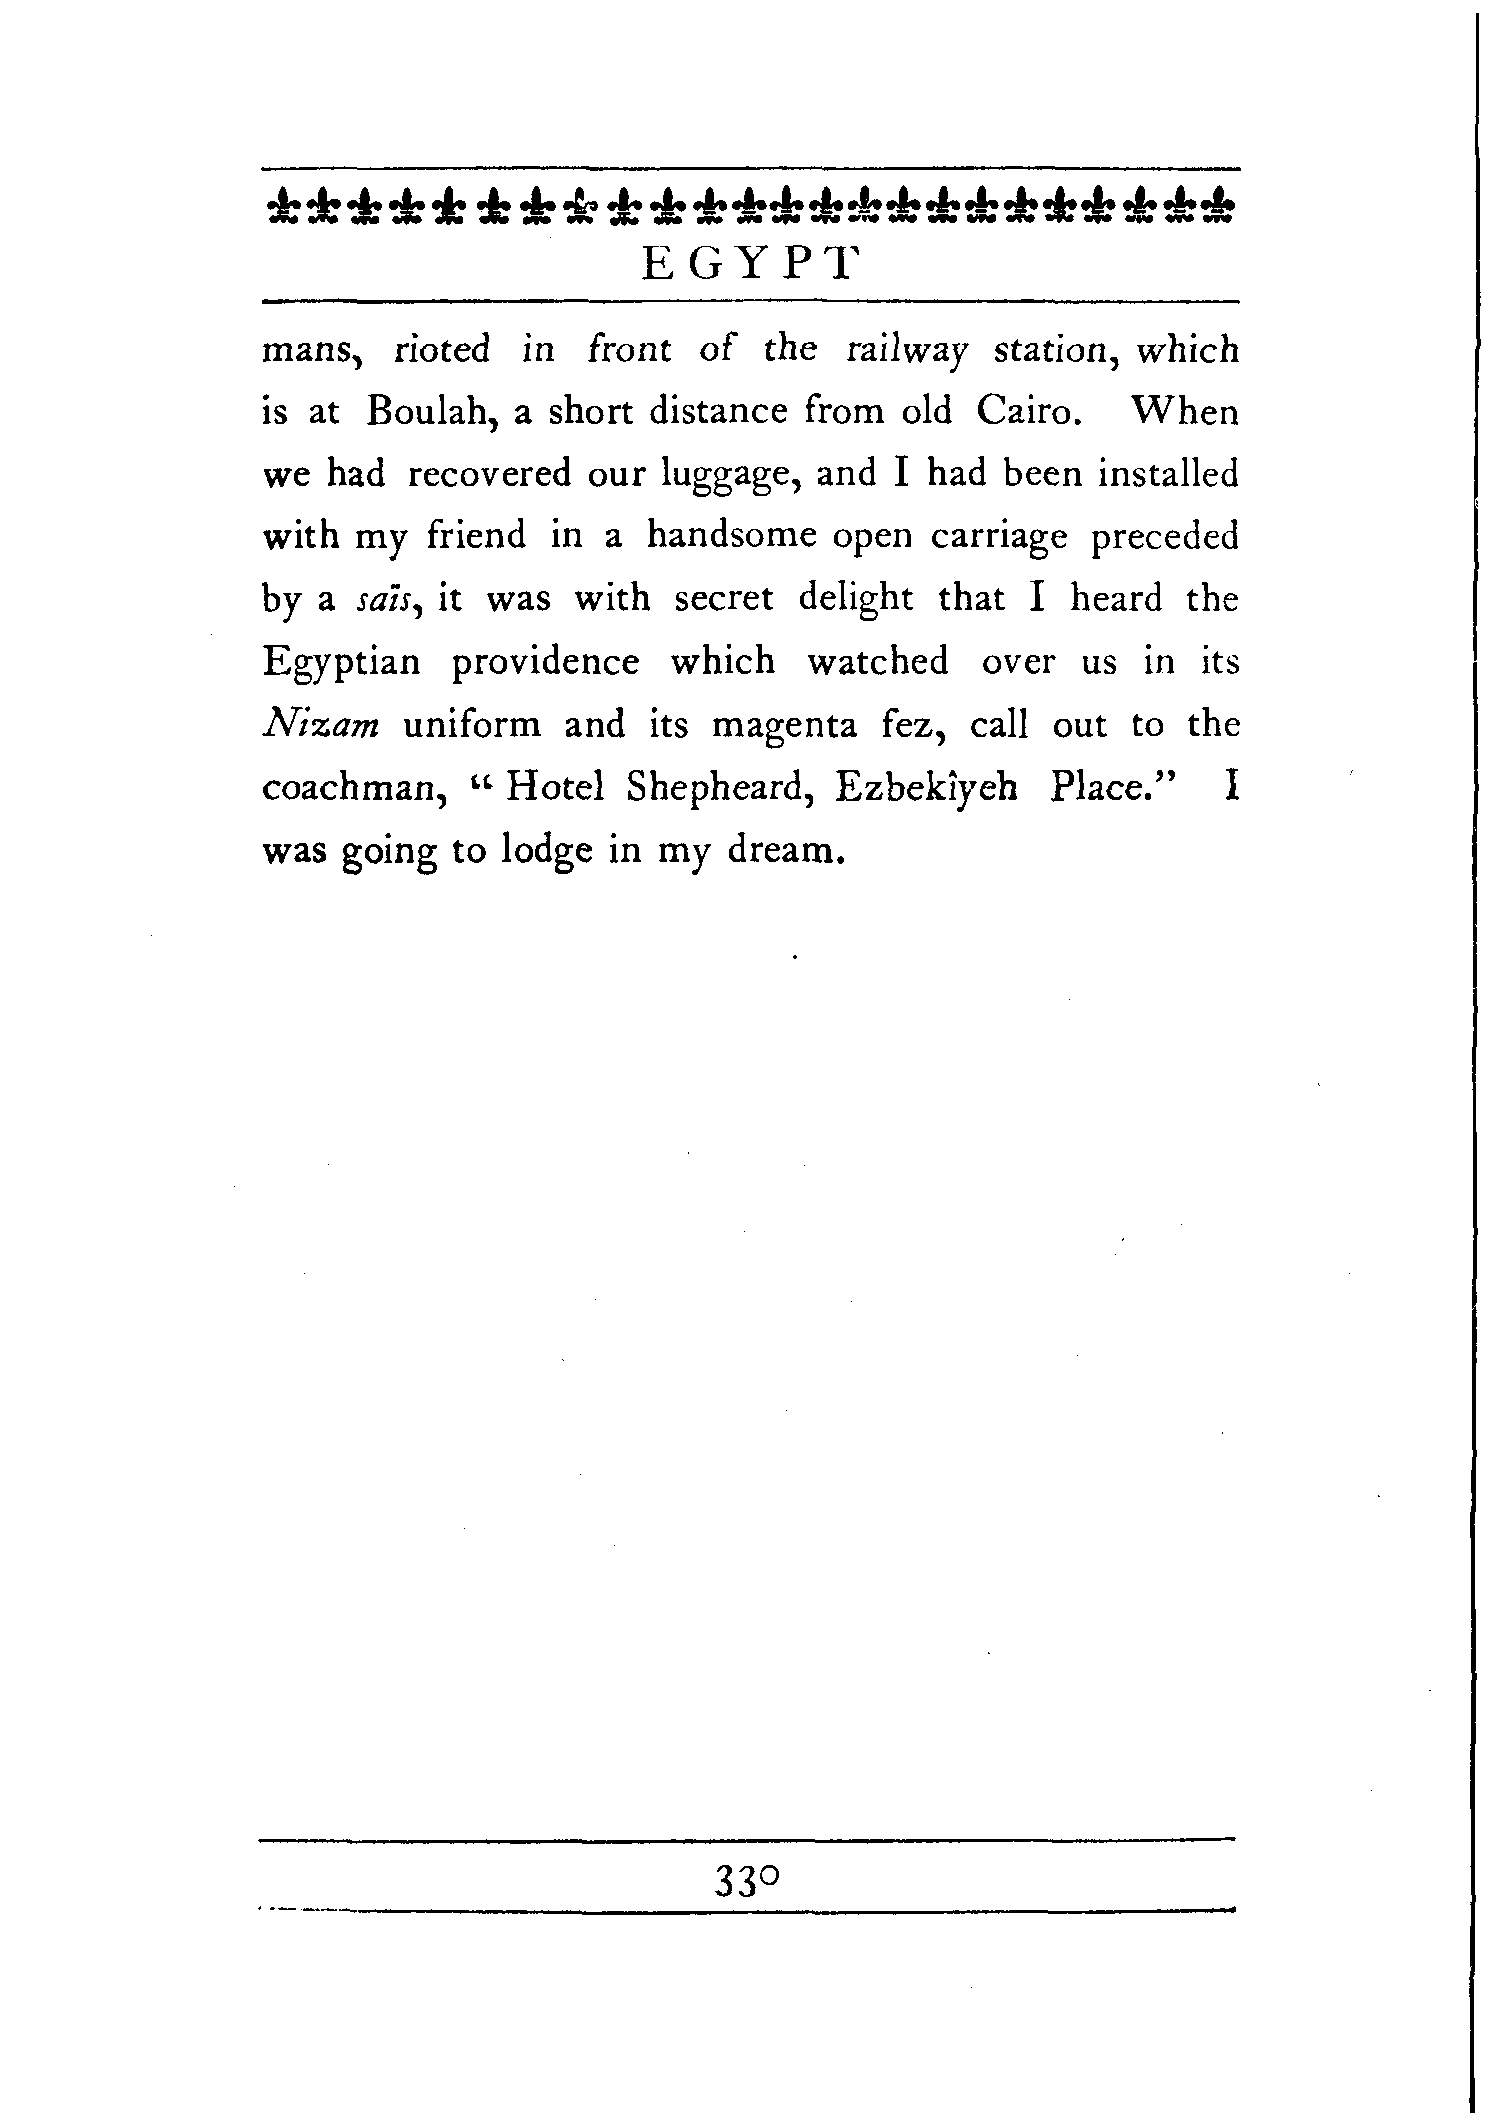 EGYPT
mans, rioted in front of the railway station, which
is at Boulah, a short distance from old Cairo. When
we had recovered our luggage, and I had been installed
with my friend in a handsome open carriage preceded
by a saïs, it was with secret delight that I heard the
Egyptian providence which watched over us in its
Nizam uniform and its magenta fez, call out to the
coachman, “Hotel Shepheard, Ezbekîyeh Place.” I
was going to lodge in my dream.
330